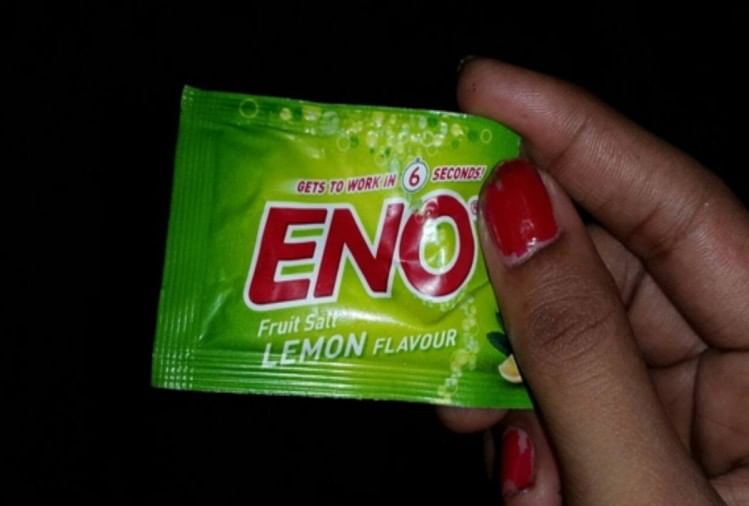 GETS TO WORK IN 6 SECONDS!
ENO®
Fruit Salt
LEMON FLAVOUR